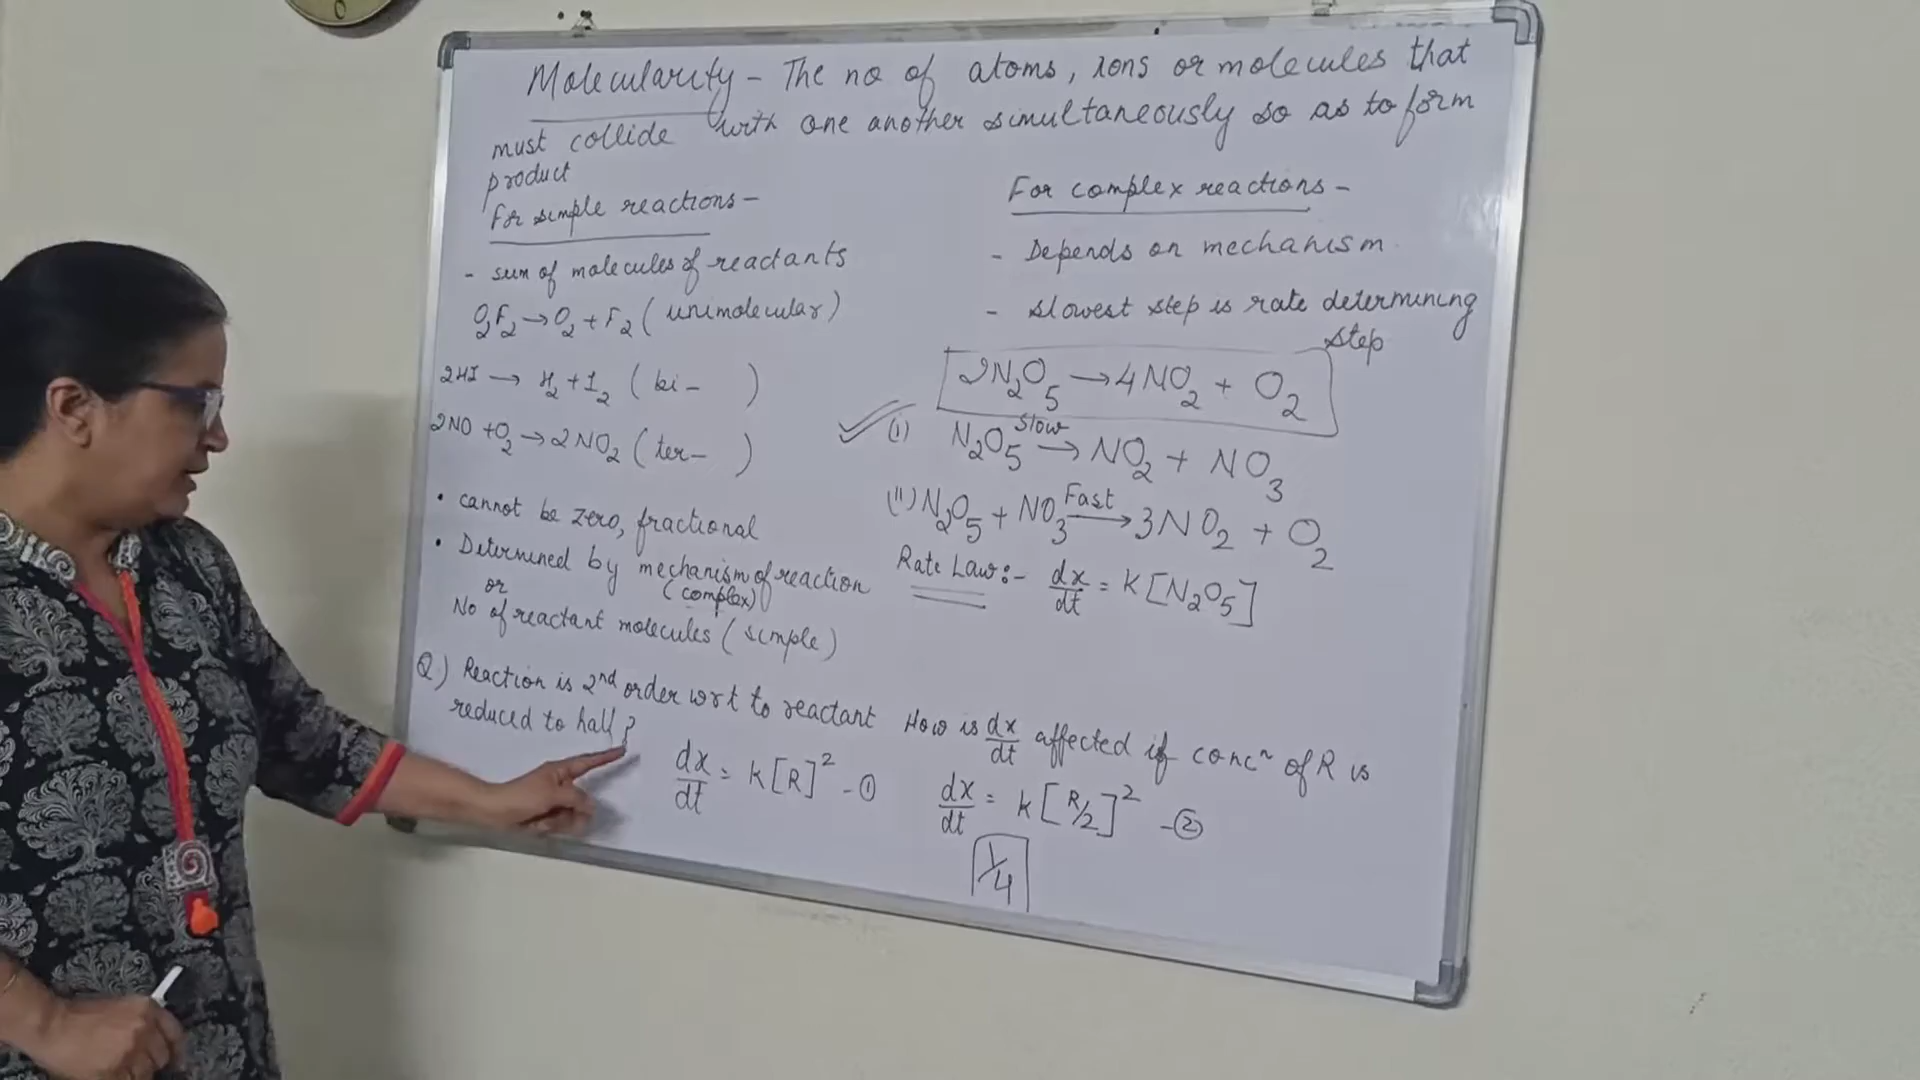 Molecularity - The no of atoms, ions or molecules that
must collide with one another simultaneously so as to form
product
For simple reactions -
- sum of molecules of reactants
O2F2 → O2 + F2 (unimolecular)
2HI → H2 + I2 (bi- )
2NO + O2 → 2NO2 (ter- )
• cannot be zero, fractional
• Determined by mechanism of reaction
or (complex)
No of reactant molecules (simple)
For complex reactions -
- Depends on mechanism
- slowest step is rate determining
step
2N2O5 → 4NO2 + O2
(i) N2O5 slow→ NO2 + NO3
(ii) N2O5 + NO3 Fast→ 3NO2 + O2
Rate Law:- dx/dt = K[N2O5]
Q) Reaction is 2nd order wrt to reactant How is dx/dt affected if concn of R is
reduced to half?
dx/dt = K[R]² - ①
dx/dt = K[R/2]² - ②
1/4